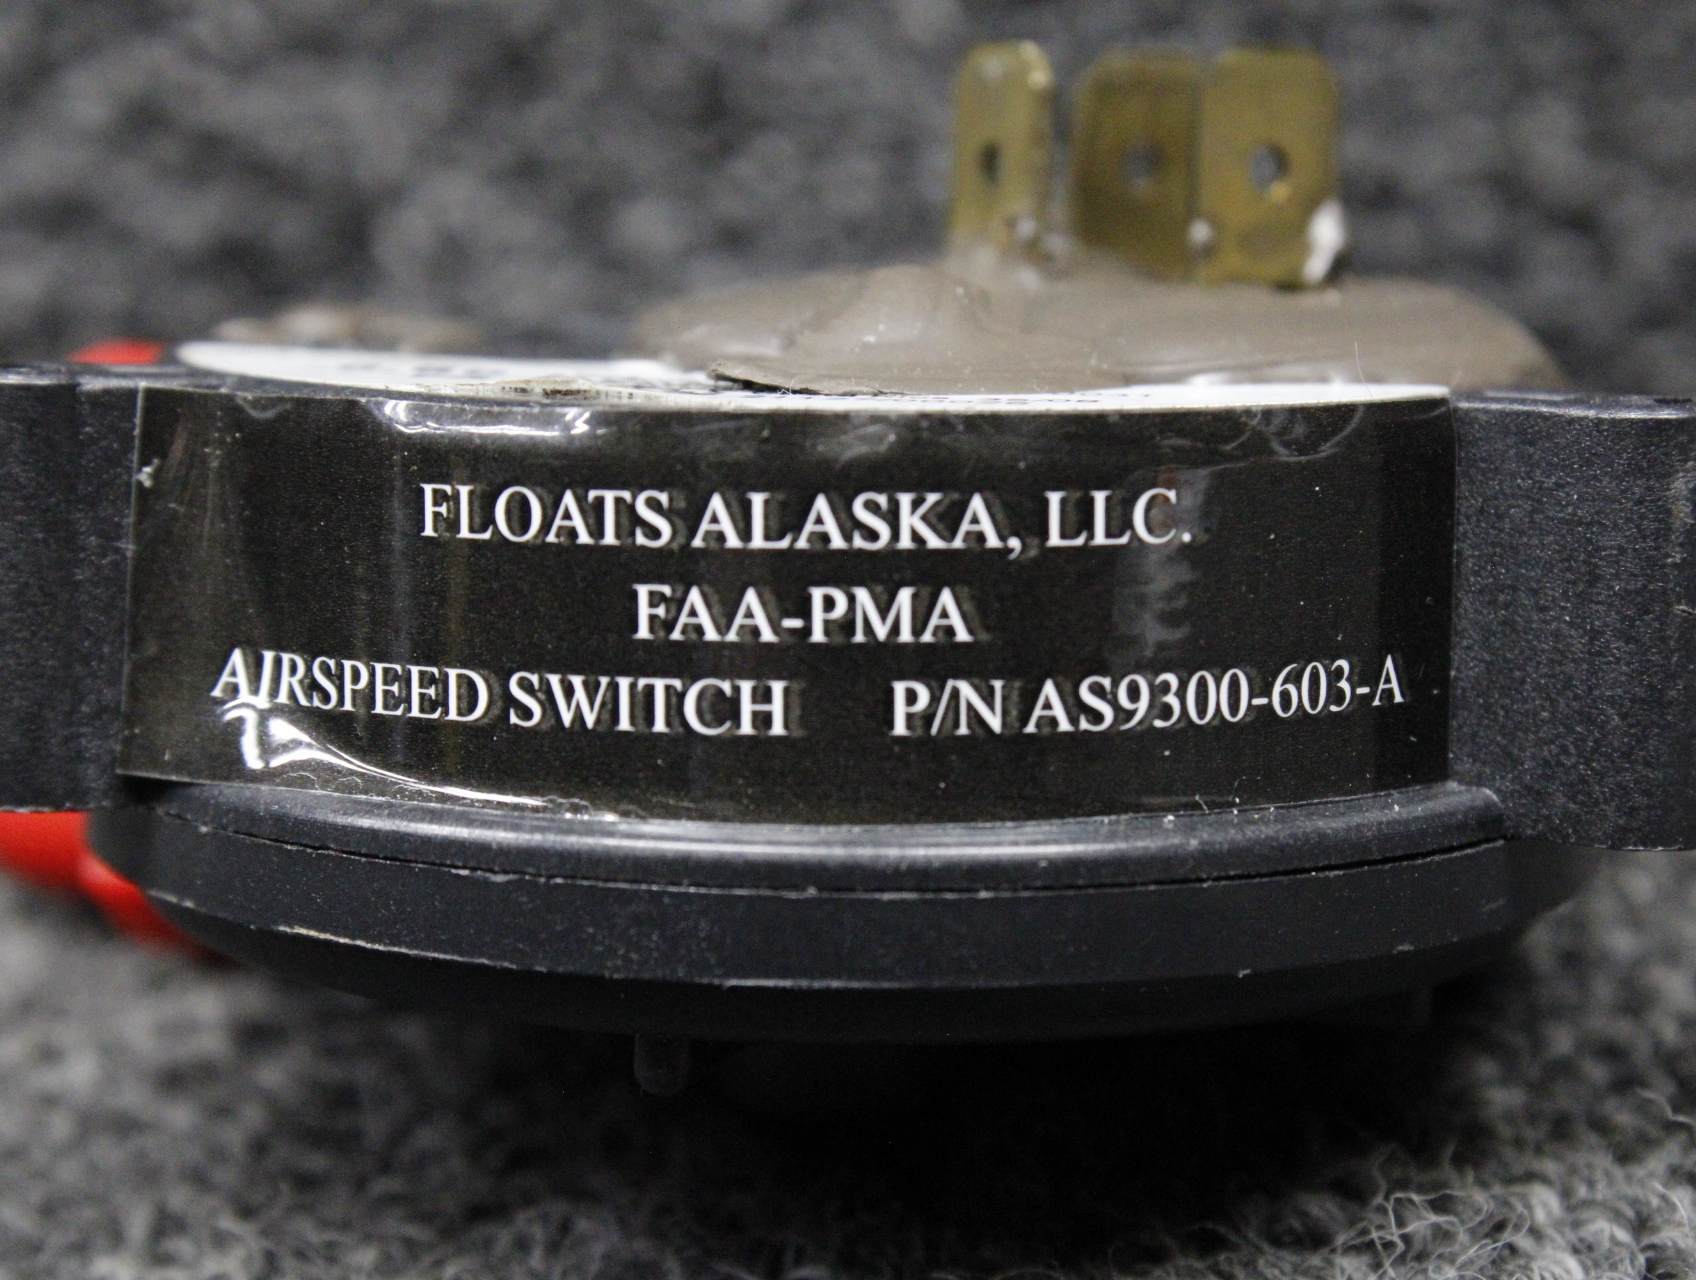 FLOATS ALASKA, LLC.
FAA-PMA
AIRSPEED SWITCH P/N AS9300-603-A